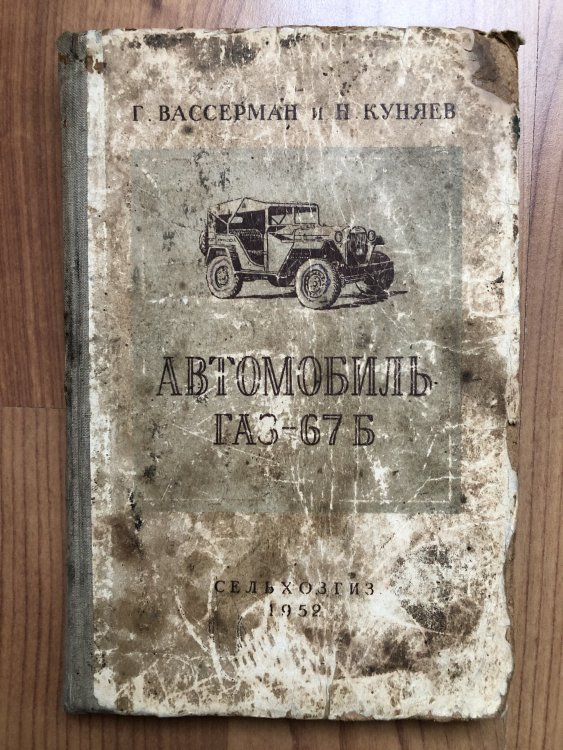 Г. ВАССЕРМАН и Н. КУНЯЕВ
АВТОМОБИЛЬ
ГАЗ-67Б
СЕЛЬХОЗГИЗ
1952